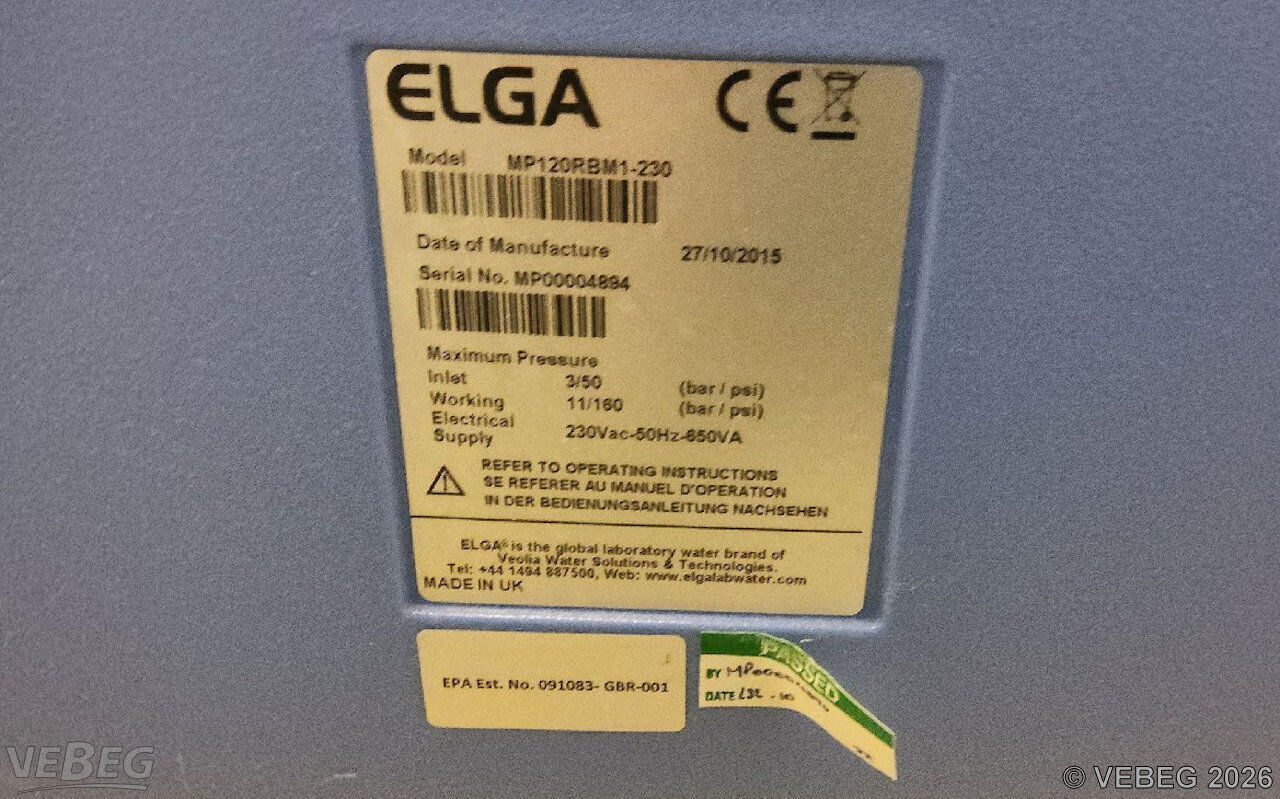 ELGA
CE
Model MP120RBM1-230
Date of Manufacture 27/10/2015
Serial No. MP00004894
Maximum Pressure
Inlet 3/50 (bar / psi)
Working 11/160 (bar / psi)
Electrical
Supply 230Vac-50Hz-650VA
REFER TO OPERATING INSTRUCTIONS
SE REFERER AU MANUEL D'OPERATION
IN DER BEDIENUNGSANLEITUNG NACHSEHEN
ELGA® is the global laboratory water brand of
Veolia Water Solutions & Technologies.
Tel: +44 1494 887500, Web: www.elgalabwater.com
MADE IN UK
EPA Est. No. 091083- GBR-001
PASSED
BY
DATE
VEBEG
© VEBEG 2026